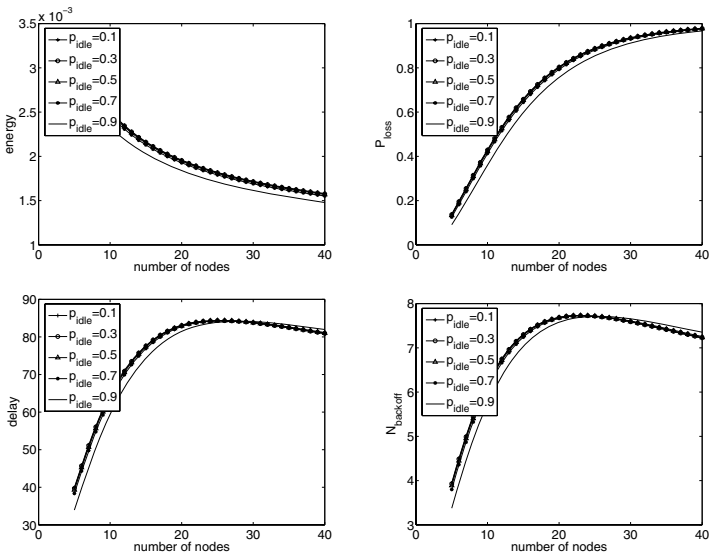 x 10⁻³
3.5
3
2.5
2
1.5
1
energy
0 10 20 30 40
number of nodes
p_idle=0.1
p_idle=0.3
p_idle=0.5
p_idle=0.7
p_idle=0.9
1
0.8
0.6
0.4
0.2
0
P_loss
0 10 20 30 40
number of nodes
p_idle=0.1
p_idle=0.3
p_idle=0.5
p_idle=0.7
p_idle=0.9
90
80
70
60
50
40
30
delay
0 10 20 30 40
number of nodes
p_idle=0.1
p_idle=0.3
p_idle=0.5
p_idle=0.7
p_idle=0.9
8
7
6
5
4
3
N_backoff
0 10 20 30 40
number of nodes
p_idle=0.1
p_idle=0.3
p_idle=0.5
p_idle=0.7
p_idle=0.9